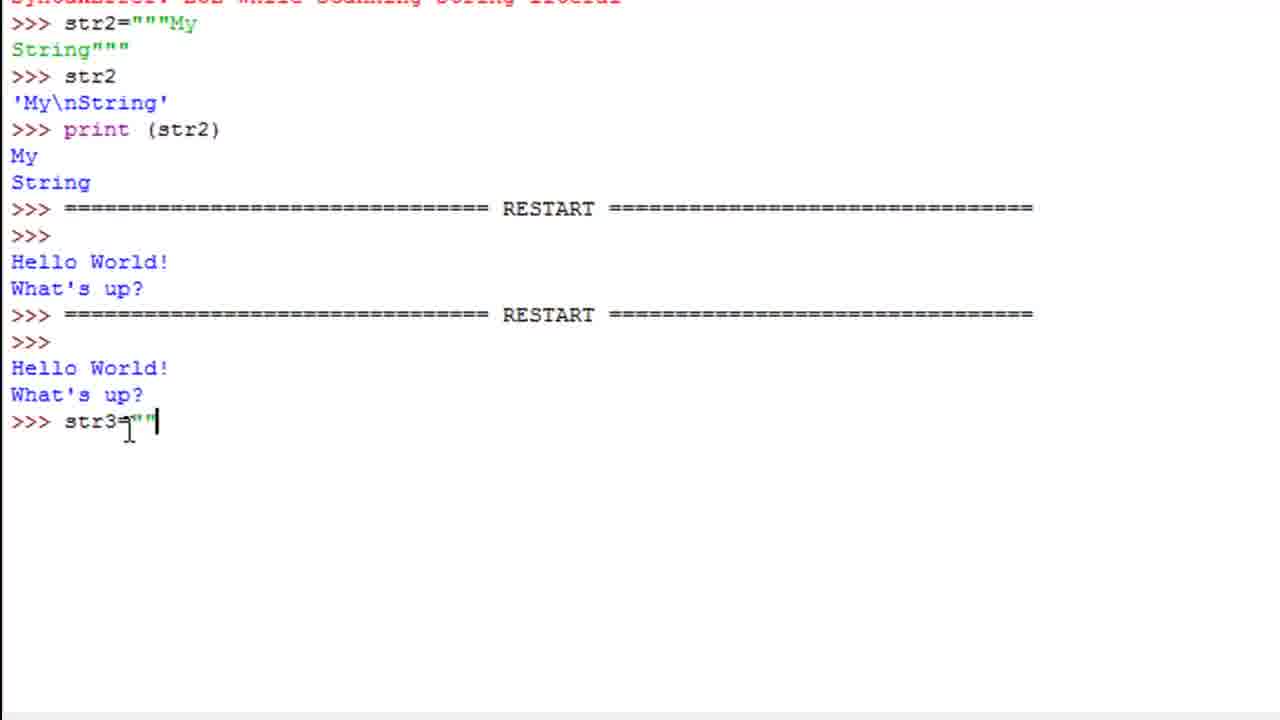 SyntaxError: EOL while scanning string literal
>>> str2="""My
String"""
>>> str2
'My\nString'
>>> print (str2)
My
String
>>> ================================ RESTART ================================
>>>
Hello World!
What's up?
>>> ================================ RESTART ================================
>>>
Hello World!
What's up?
>>> str3=""